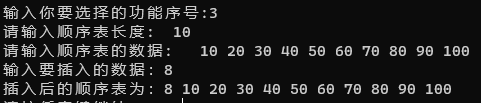 输入你要选择的功能序号:3
请输入顺序表长度: 10
请输入顺序表的数据: 10 20 30 40 50 60 70 80 90 100
输入要插入的数据: 8
插入后的顺序表为: 8 10 20 30 40 50 60 70 80 90 100